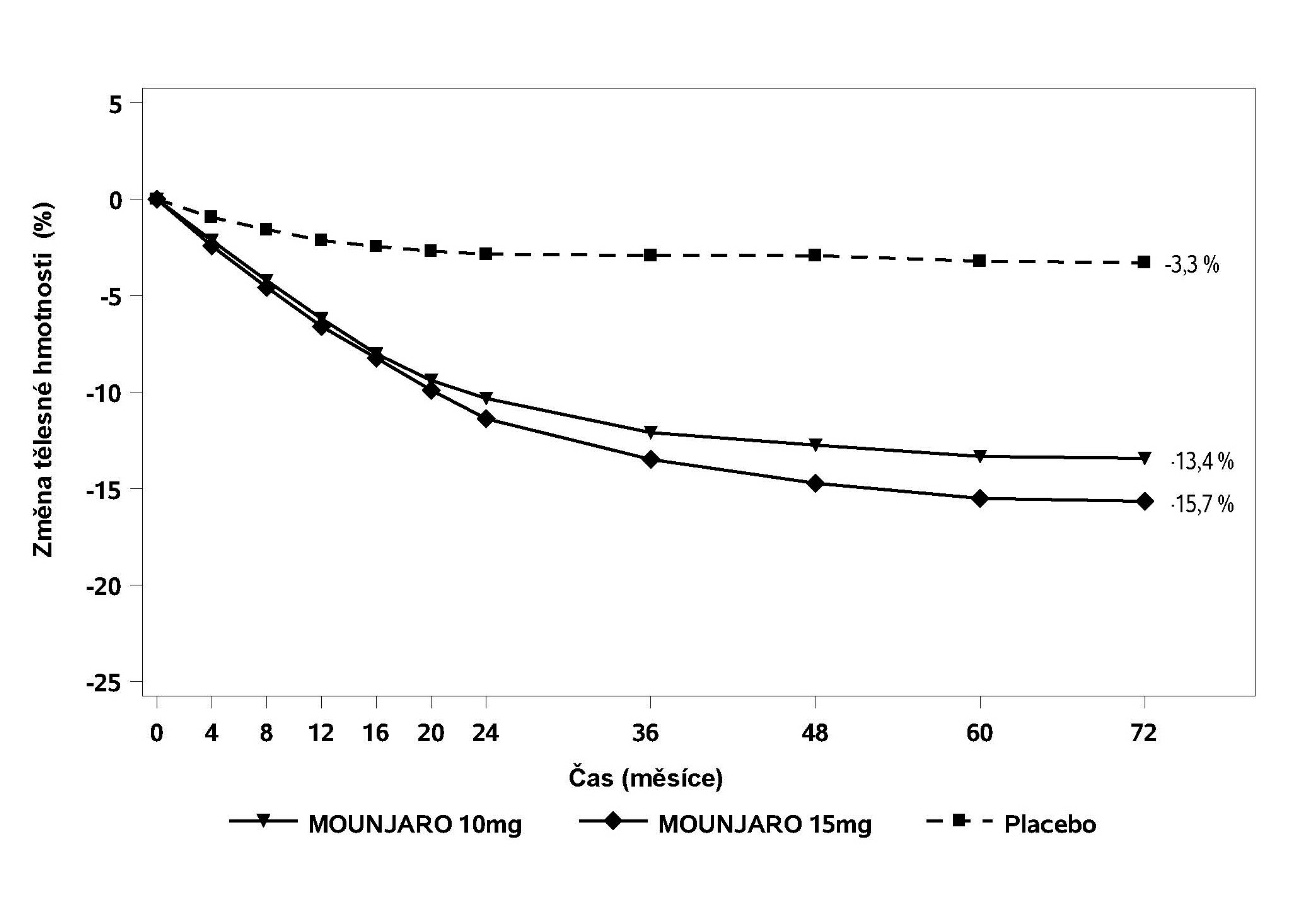 5
0
-5
-10
-15
-20
-25
Změna tělesné hmotnosti (%)
-3,3 %
-13,4 %
-15,7 %
0 4 8 12 16 20 24 36 48 60 72
Čas (měsíce)
MOUNJARO 10mg MOUNJARO 15mg Placebo